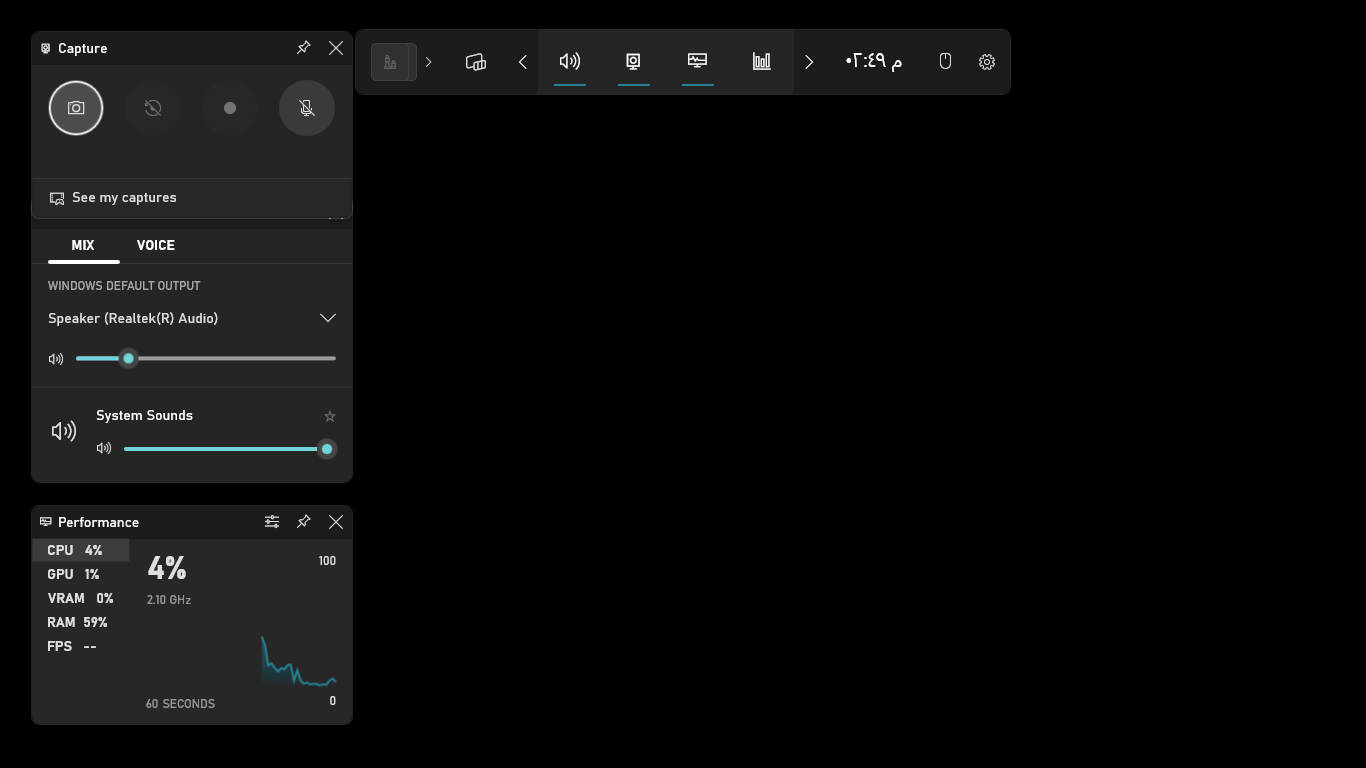 Capture
م ٠٢:٤٩
See my captures
MIX VOICE
WINDOWS DEFAULT OUTPUT
Speaker (Realtek(R) Audio)
System Sounds
Performance
CPU 4%
GPU 1%
VRAM 0%
RAM 59%
FPS --
4%
2.10 GHz
100
60 SECONDS
0